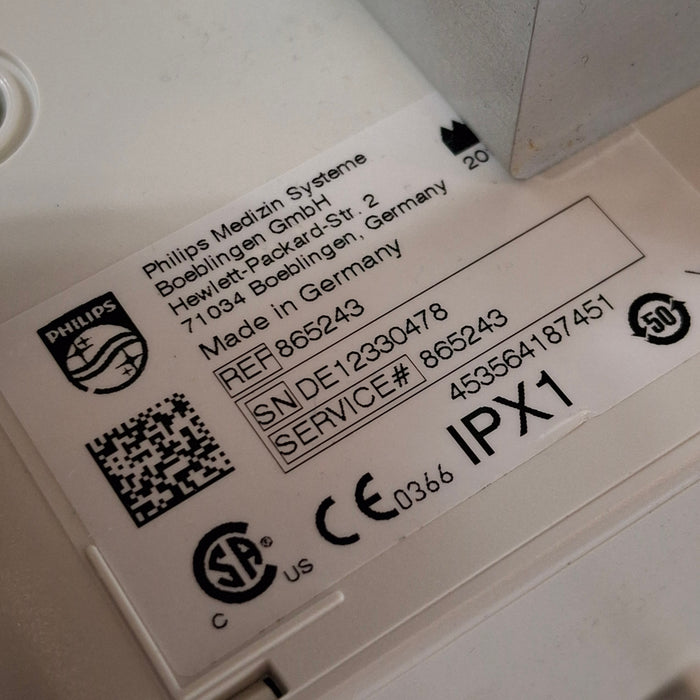 Philips Medizin Systeme
Boeblingen GmbH
Hewlett-Packard-Str. 2
71034 Boeblingen, Germany
Made in Germany
20
PHILIPS
REF 865243
SN DE12330478
SERVICE# 865243
453564187451
50
IPX1
CE 0366
C SA ® US